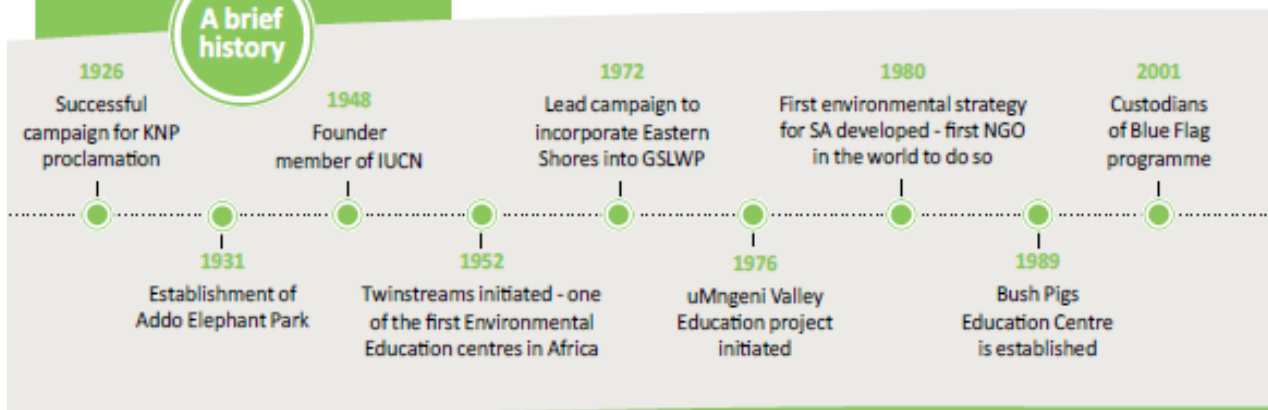 A brief
history
1926
Successful
campaign for KNP
proclamation
1931
Establishment of
Addo Elephant Park
1948
Founder
member of IUCN
1952
Twinstreams initiated - one
of the first Environmental
Education centres in Africa
1972
Lead campaign to
incorporate Eastern
Shores into GSLWP
1976
uMngeni Valley
Education project
initiated
1980
First environmental strategy
for SA developed - first NGO
in the world to do so
1989
Bush Pigs
Education Centre
is established
2001
Custodians
of Blue Flag
programme